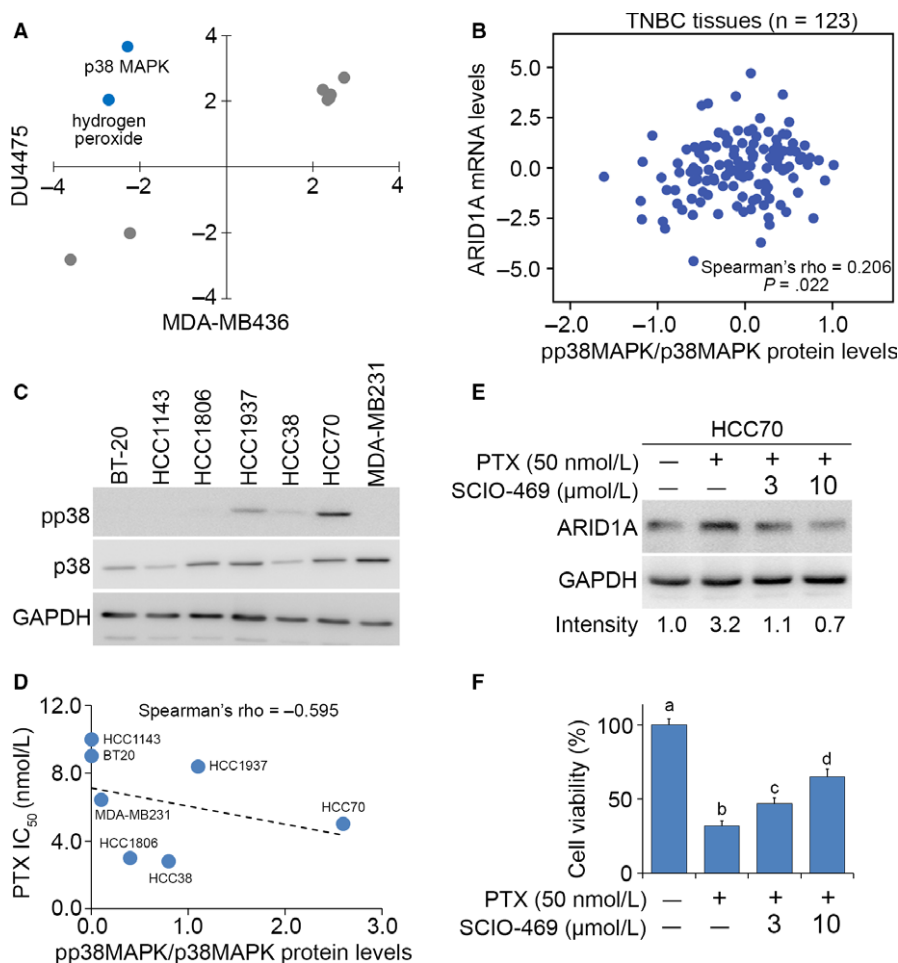 A
4
p38 MAPK
2
hydrogen
peroxide
DU4475
–4 –2 2 4
–2
–4
MDA-MB436
B
TNBC tissues (n = 123)
ARID1A mRNA levels
5.0
2.5
0.0
–2.5
–5.0
Spearman's rho = 0.206
P = .022
–2.0 –1.0 0.0 1.0
pp38MAPK/p38MAPK protein levels
C
BT-20
HCC1143
HCC1806
HCC1937
HCC38
HCC70
MDA-MB231
pp38
p38
GAPDH
E
HCC70
PTX (50 nmol/L) — + + +
SCIO-469 (µmol/L) — — 3 10
ARID1A
GAPDH
Intensity 1.0 3.2 1.1 0.7
D
Spearman's rho = –0.595
PTX IC50 (nmol/L)
12.0
8.0
4.0
0.0
HCC1143
BT20
HCC1937
MDA-MB231
HCC70
HCC1806
HCC38
0.0 1.0 2.0 3.0
pp38MAPK/p38MAPK protein levels
F
Cell viability (%)
100
50
0
a
b
c
d
PTX (50 nmol/L) — + + +
SCIO-469 (µmol/L) — — 3 10